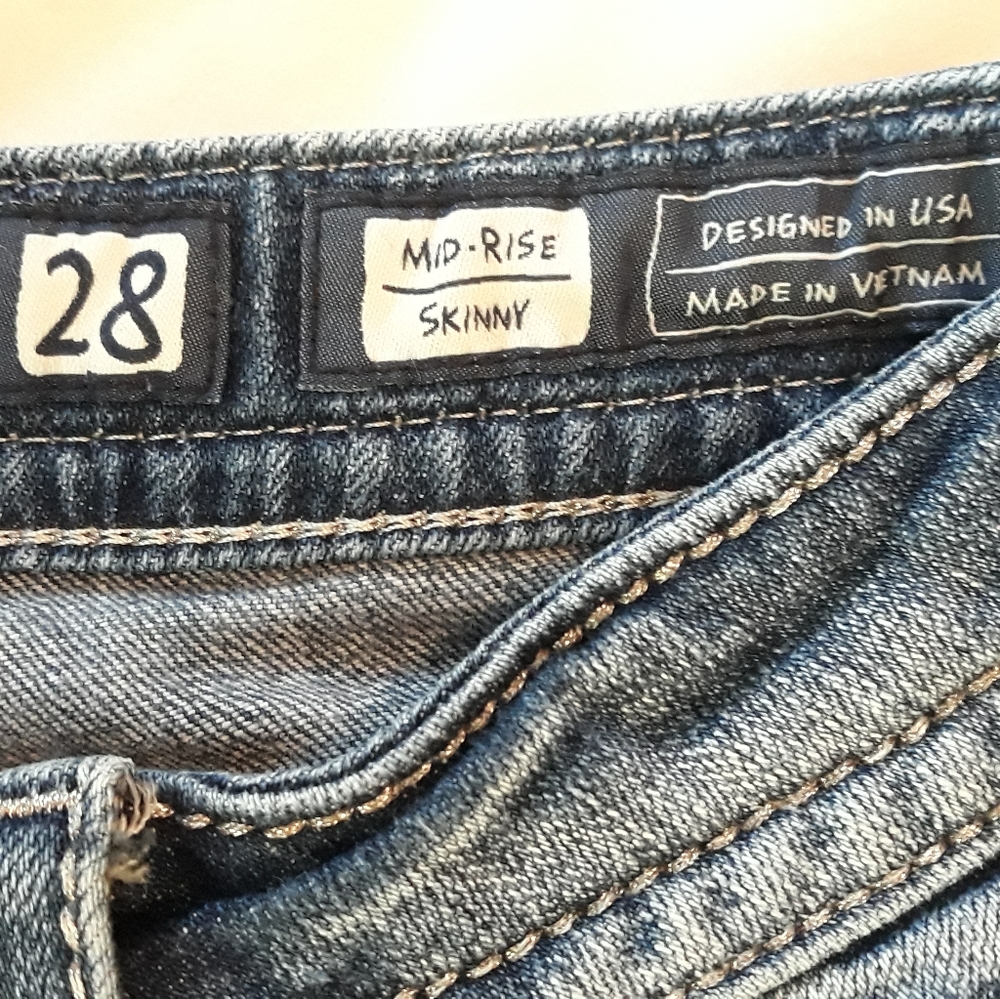 28
MID-RISE
SKINNY
DESIGNED IN USA
MADE IN VIETNAM